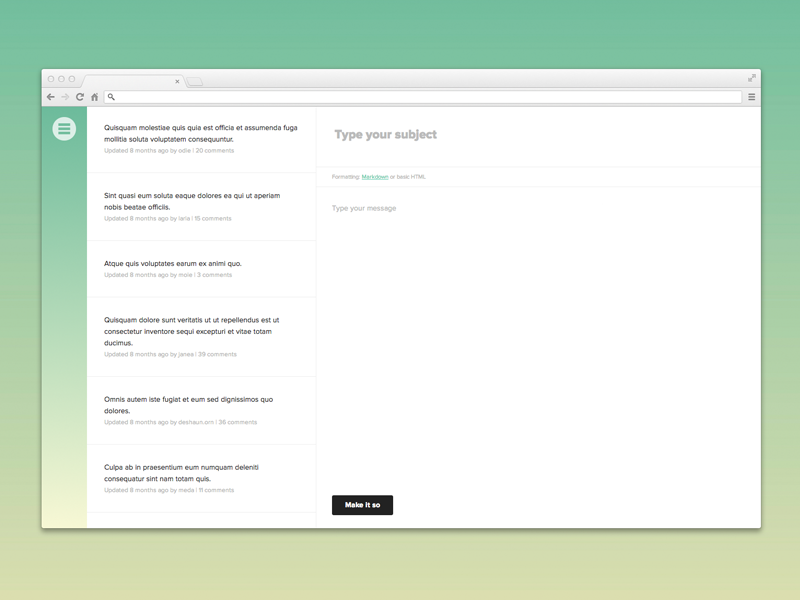 Quisquam molestiae quis quia est officia et assumenda fuga
mollitia soluta voluptatem consequuntur.
Updated 8 months ago by odie | 20 comments
Sint quasi eum soluta eaque dolores ea qui ut aperiam
nobis beatae officiis.
Updated 8 months ago by laria | 15 comments
Atque quis voluptates earum ex animi quo.
Updated 8 months ago by moie | 3 comments
Quisquam dolore sunt veritatis ut ut repellendus est ut
consectetur inventore sequi excepturi et vitae totam
ducimus.
Updated 8 months ago by janea | 39 comments
Omnis autem iste fugiat et eum sed dignissimos quo
dolores.
Updated 8 months ago by deshaun.orn | 36 comments
Culpa ab in praesentium eum numquam deleniti
consequatur sint nam totam quis.
Updated 8 months ago by meda | 11 comments
Type your subject
Formatting: Markdown or basic HTML
Type your message
Make it so